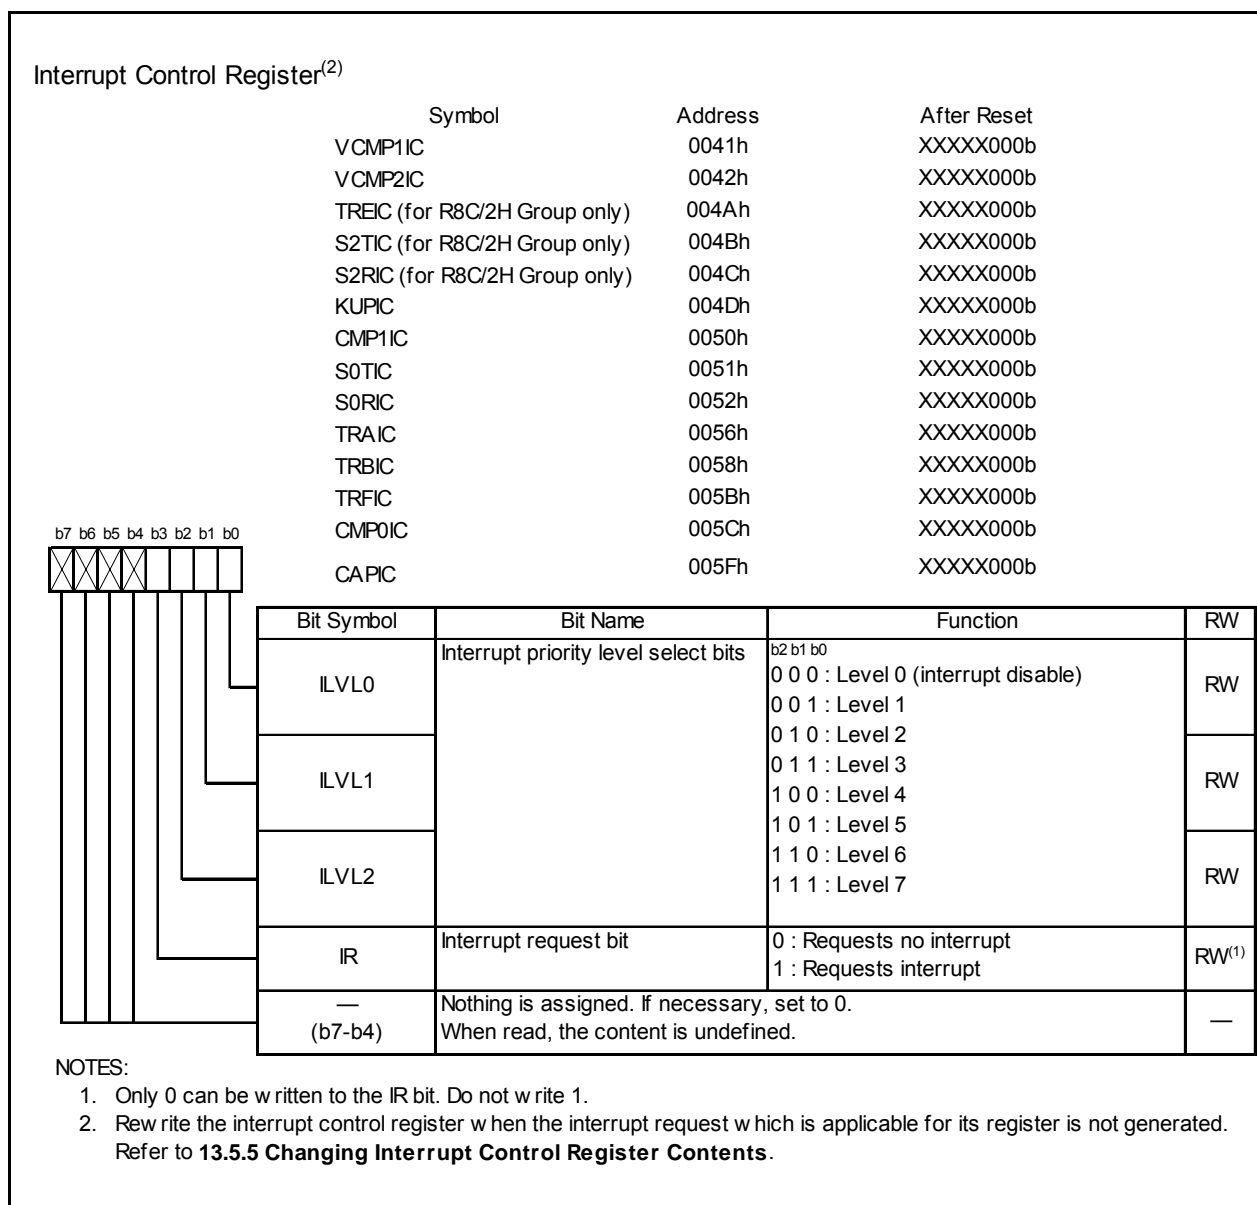 Interrupt Control Register(2)
Symbol Address After Reset
VCMP1IC 0041h XXXXX000b
VCMP2IC 0042h XXXXX000b
TREIC (for R8C/2H Group only) 004Ah XXXXX000b
S2TIC (for R8C/2H Group only) 004Bh XXXXX000b
S2RIC (for R8C/2H Group only) 004Ch XXXXX000b
KUPIC 004Dh XXXXX000b
CMP1IC 0050h XXXXX000b
S0TIC 0051h XXXXX000b
S0RIC 0052h XXXXX000b
TRAIC 0056h XXXXX000b
TRBIC 0058h XXXXX000b
TRFIC 005Bh XXXXX000b
b7 b6 b5 b4 b3 b2 b1 b0 CMP0IC 005Ch XXXXX000b
CAPIC 005Fh XXXXX000b
Bit Symbol Bit Name Function RW
ILVL0 Interrupt priority level select bits b2 b1 b0
0 0 0 : Level 0 (interrupt disable) RW
0 0 1 : Level 1
0 1 0 : Level 2
ILVL1 0 1 1 : Level 3 RW
1 0 0 : Level 4
1 0 1 : Level 5
ILVL2 1 1 0 : Level 6 RW
1 1 1 : Level 7
IR Interrupt request bit 0 : Requests no interrupt RW(1)
1 : Requests interrupt
— Nothing is assigned. If necessary, set to 0. —
(b7-b4) When read, the content is undefined.
NOTES:
1. Only 0 can be written to the IR bit. Do not write 1.
2. Rewrite the interrupt control register when the interrupt request which is applicable for its register is not generated.
Refer to 13.5.5 Changing Interrupt Control Register Contents.